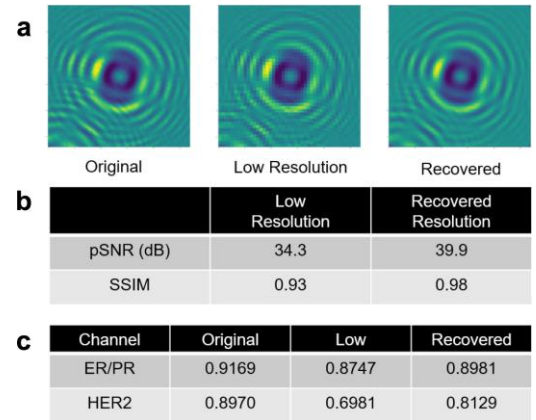 a
Original Low Resolution Recovered
b
Low Resolution Recovered Resolution
pSNR (dB) 34.3 39.9
SSIM 0.93 0.98
c
Channel Original Low Recovered
ER/PR 0.9169 0.8747 0.8981
HER2 0.8970 0.6981 0.8129